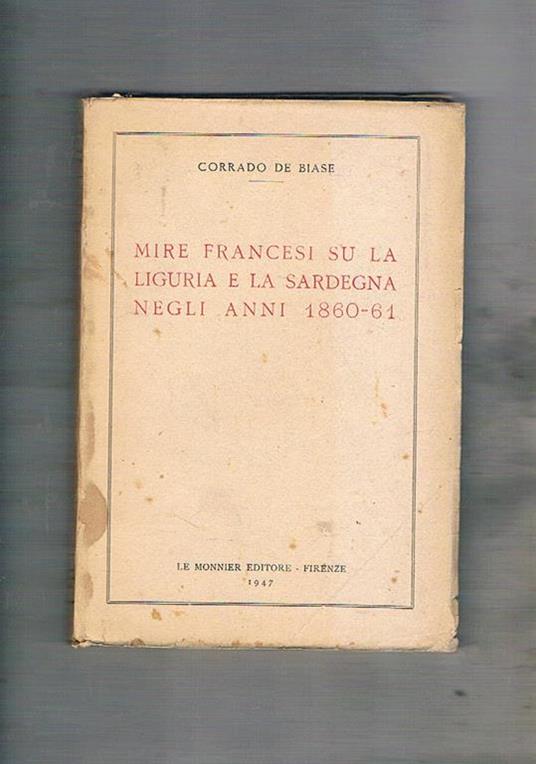 CORRADO DE BIASE
MIRE FRANCESI SU LA
LIGURIA E LA SARDEGNA
NEGLI ANNI 1860-61
LE MONNIER EDITORE - FIRENZE
1947